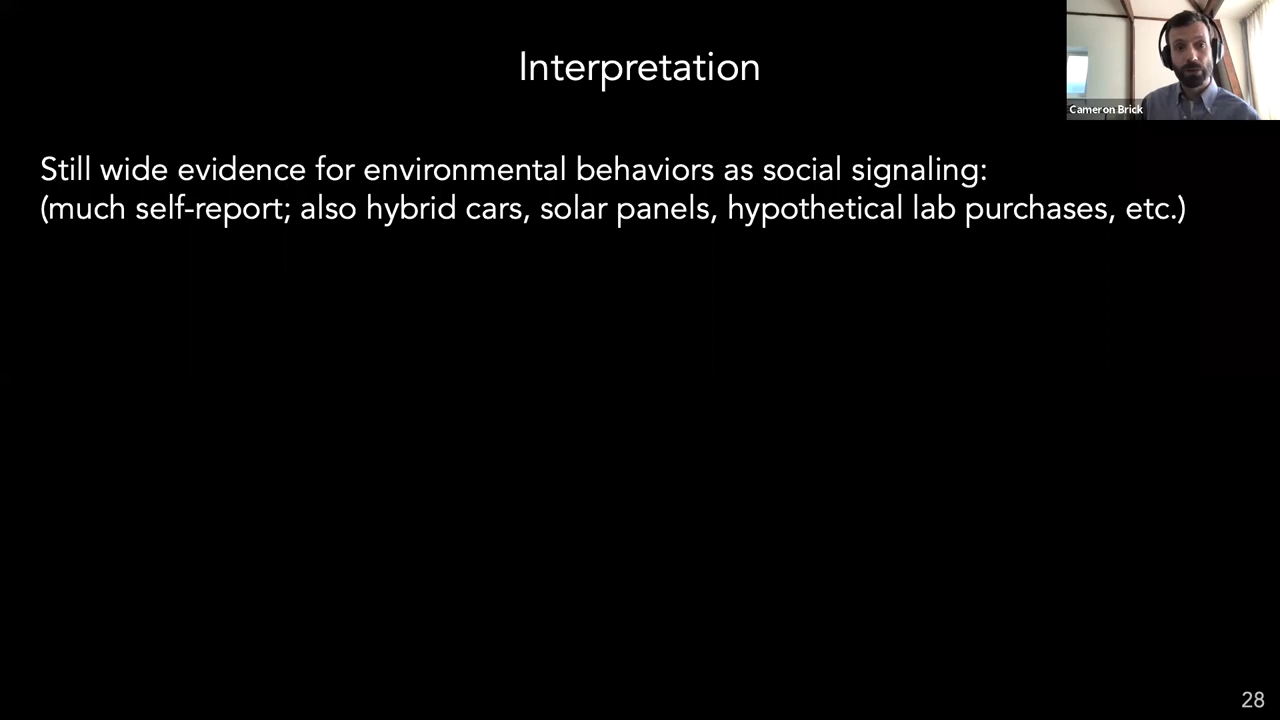 Interpretation
Cameron Brick
Still wide evidence for environmental behaviors as social signaling:
(much self-report; also hybrid cars, solar panels, hypothetical lab purchases, etc.)
28